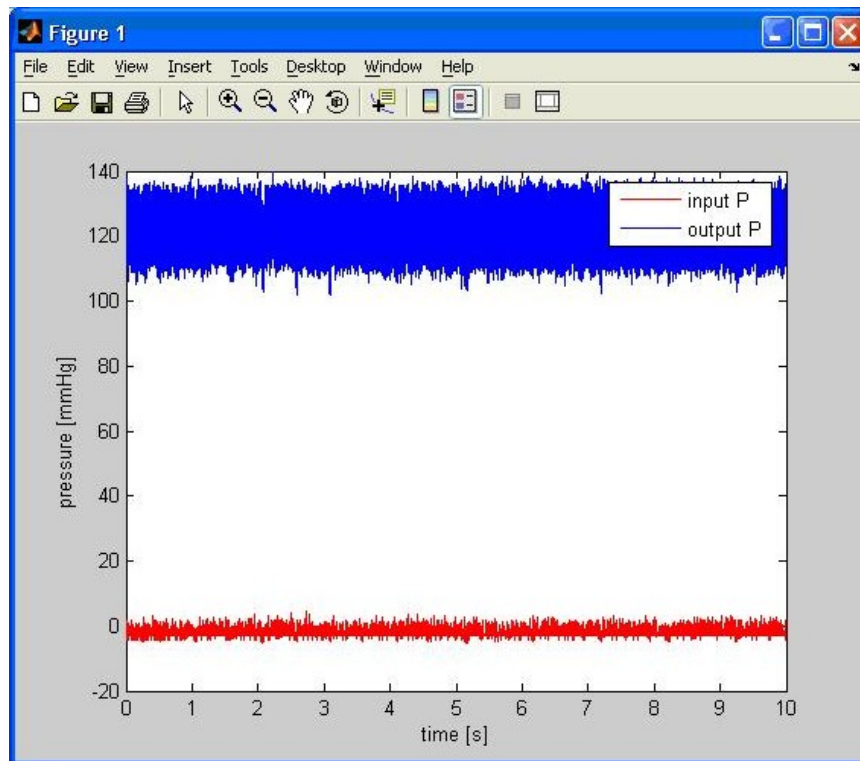 Figure 1
File Edit View Insert Tools Desktop Window Help
140
120
100
80
60
40
20
0
-20
pressure [mmHg]
input P
output P
0 1 2 3 4 5 6 7 8 9 10
time [s]